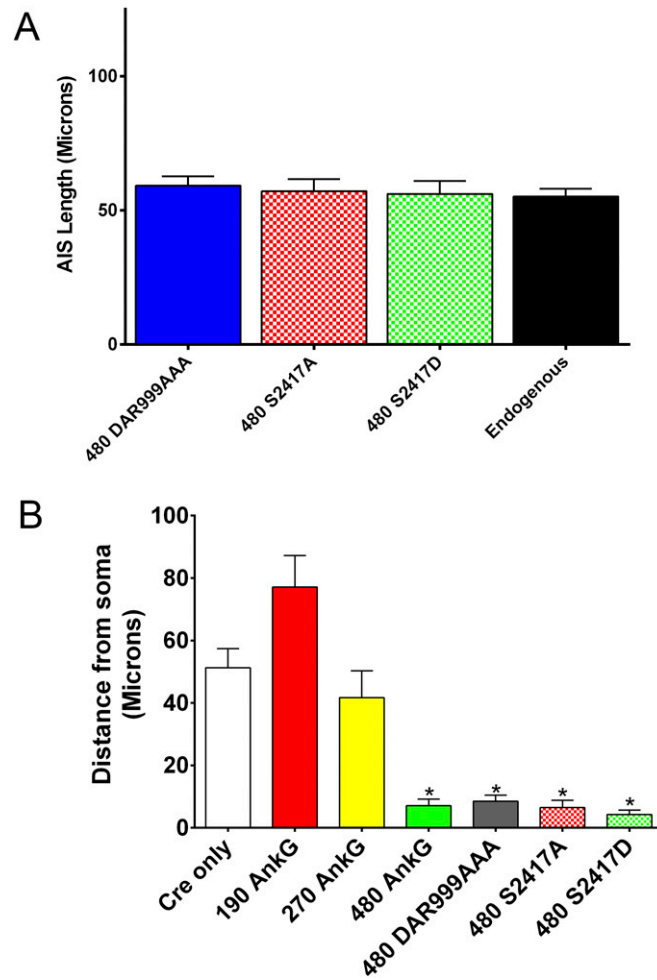 A
AIS Length (Microns)
100
50
0
480 DAR999AAA
480 S2417A
480 S2417D
Endogenous
B
Distance from soma
(Microns)
100
80
60
40
20
0
*
*
*
*
Cre only
190 AnkG
270 AnkG
480 AnkG
480 DAR999AAA
480 S2417A
480 S2417D